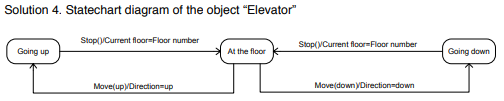 Solution 4. Statechart diagram of the object “Elevator”
Stop()/Current floor=Floor number
Stop()/Current floor=Floor number
Going up
At the floor
Going down
Move(up)/Direction=up
Move(down)/Direction=down